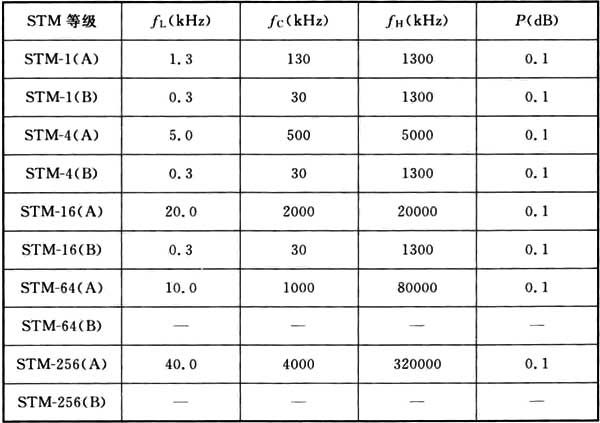 STM 等级 fL(kHz) fC(kHz) fH(kHz) P(dB)
STM-1(A) 1.3 130 1300 0.1
STM-1(B) 0.3 30 1300 0.1
STM-4(A) 5.0 500 5000 0.1
STM-4(B) 0.3 30 1300 0.1
STM-16(A) 20.0 2000 20000 0.1
STM-16(B) 0.3 30 1300 0.1
STM-64(A) 10.0 1000 80000 0.1
STM-64(B) — — — —
STM-256(A) 40.0 4000 320000 0.1
STM-256(B) — — — —